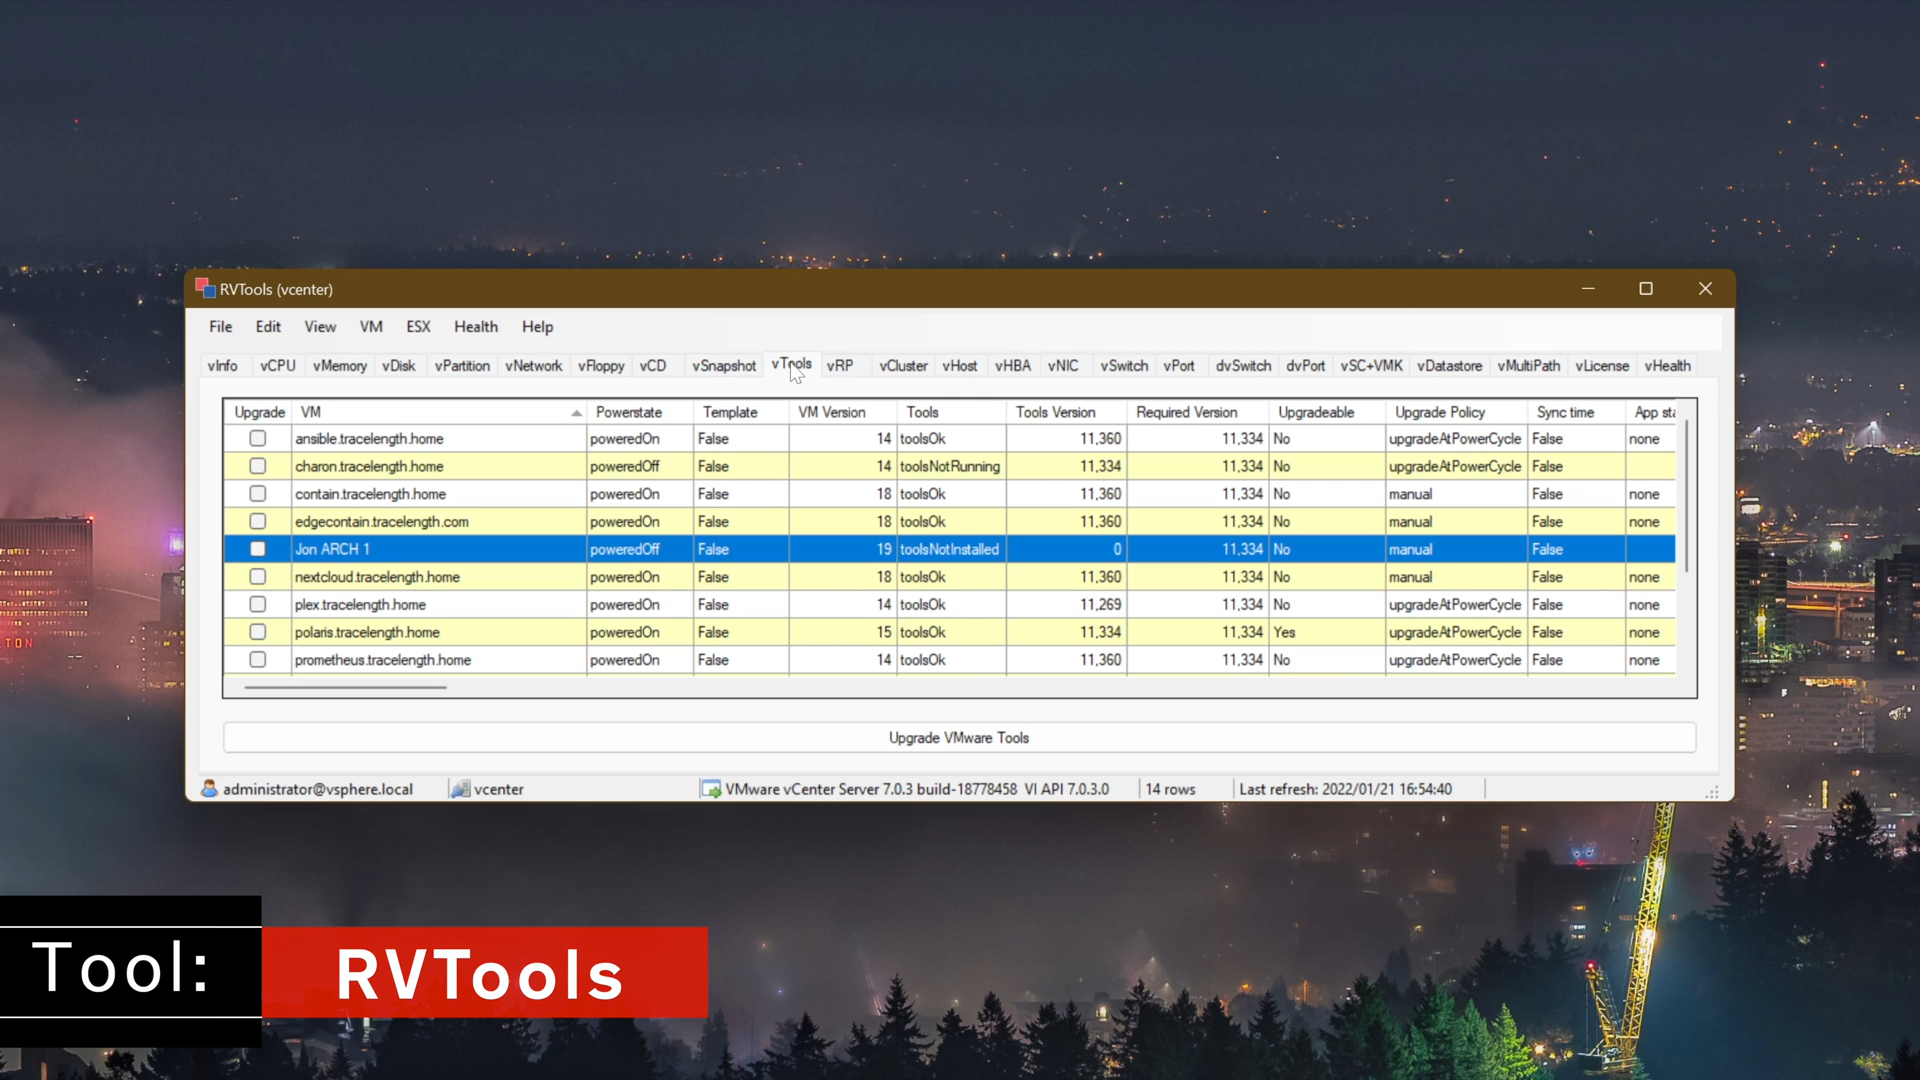 RVTools (vcenter)
File Edit View VM ESX Health Help
vInfo vCPU vMemory vDisk vPartition vNetwork vFloppy vCD vSnapshot vTools vRP vCluster vHost vHBA vNIC vSwitch vPort dvSwitch dvPort vSC+VMK vDatastore vMultiPath vLicense vHealth
Upgrade VM Powerstate Template VM Version Tools Tools Version Required Version Upgradeable Upgrade Policy Sync time App sta
ansible.tracelength.home poweredOn False 14 toolsOk 11,360 11,334 No upgradeAtPowerCycle False none
charon.tracelength.home poweredOff False 14 toolsNotRunning 11,334 11,334 No upgradeAtPowerCycle False
contain.tracelength.home poweredOn False 18 toolsOk 11,360 11,334 No manual False none
edgecontain.tracelength.com poweredOn False 18 toolsOk 11,360 11,334 No manual False none
Jon ARCH 1 poweredOff False 19 toolsNotInstalled 0 11,334 No manual False
nextcloud.tracelength.home poweredOn False 18 toolsOk 11,360 11,334 No manual False none
plex.tracelength.home poweredOn False 14 toolsOk 11,269 11,334 No upgradeAtPowerCycle False none
polaris.tracelength.home poweredOn False 15 toolsOk 11,334 11,334 Yes upgradeAtPowerCycle False none
prometheus.tracelength.home poweredOn False 14 toolsOk 11,360 11,334 No upgradeAtPowerCycle False none
Upgrade VMware Tools
administrator@vsphere.local vcenter VMware vCenter Server 7.0.3 build-18778458 VI API 7.0.3.0 14 rows Last refresh: 2022/01/21 16:54:40
Tool: RVTools